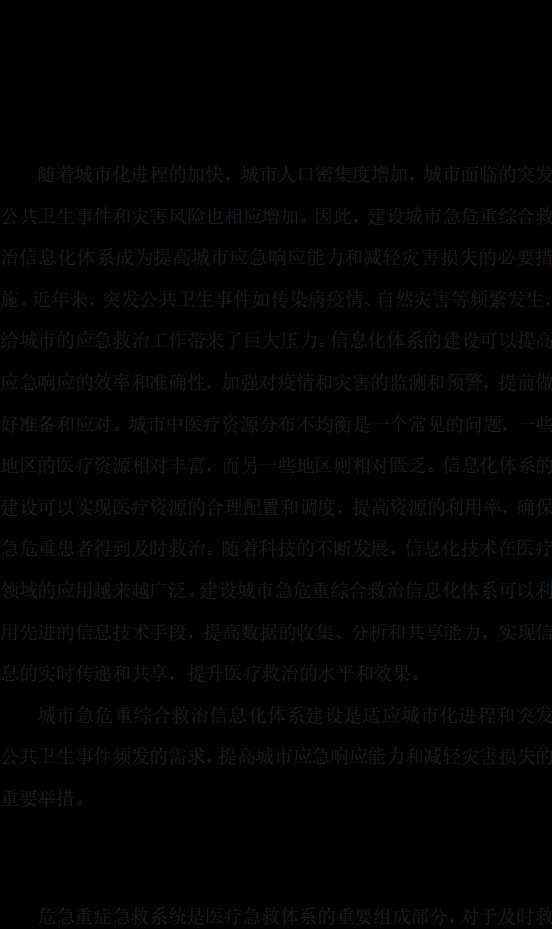 随着城市化进程的加快，城市人口密集度增加，城市面临的突发
公共卫生事件和灾害风险也相应增加。因此，建设城市急危重综合救
治信息化体系成为提高城市应急响应能力和减轻灾害损失的必要措
施。近年来，突发公共卫生事件如传染病疫情、自然灾害等频繁发生，
给城市的应急救治工作带来了巨大压力。信息化体系的建设可以提高
应急响应的效率和准确性，加强对疫情和灾害的监测和预警，提前做
好准备和应对。城市中医疗资源分布不均衡是一个常见的问题，一些
地区的医疗资源相对丰富，而另一些地区则相对匮乏。信息化体系的
建设可以实现医疗资源的合理配置和调度，提高资源的利用率，确保
急危重患者得到及时救治。随着科技的不断发展，信息化技术在医疗
领域的应用越来越广泛。建设城市急危重综合救治信息化体系可以利
用先进的信息技术手段，提高数据的收集、分析和共享能力，实现信
息的实时传递和共享，提升医疗救治的水平和效果。
城市急危重综合救治信息化体系建设是适应城市化进程和突发
公共卫生事件频发的需求，提高城市应急响应能力和减轻灾害损失的
重要举措。
危急重症急救系统是医疗急救体系的重要组成部分，对于及时救